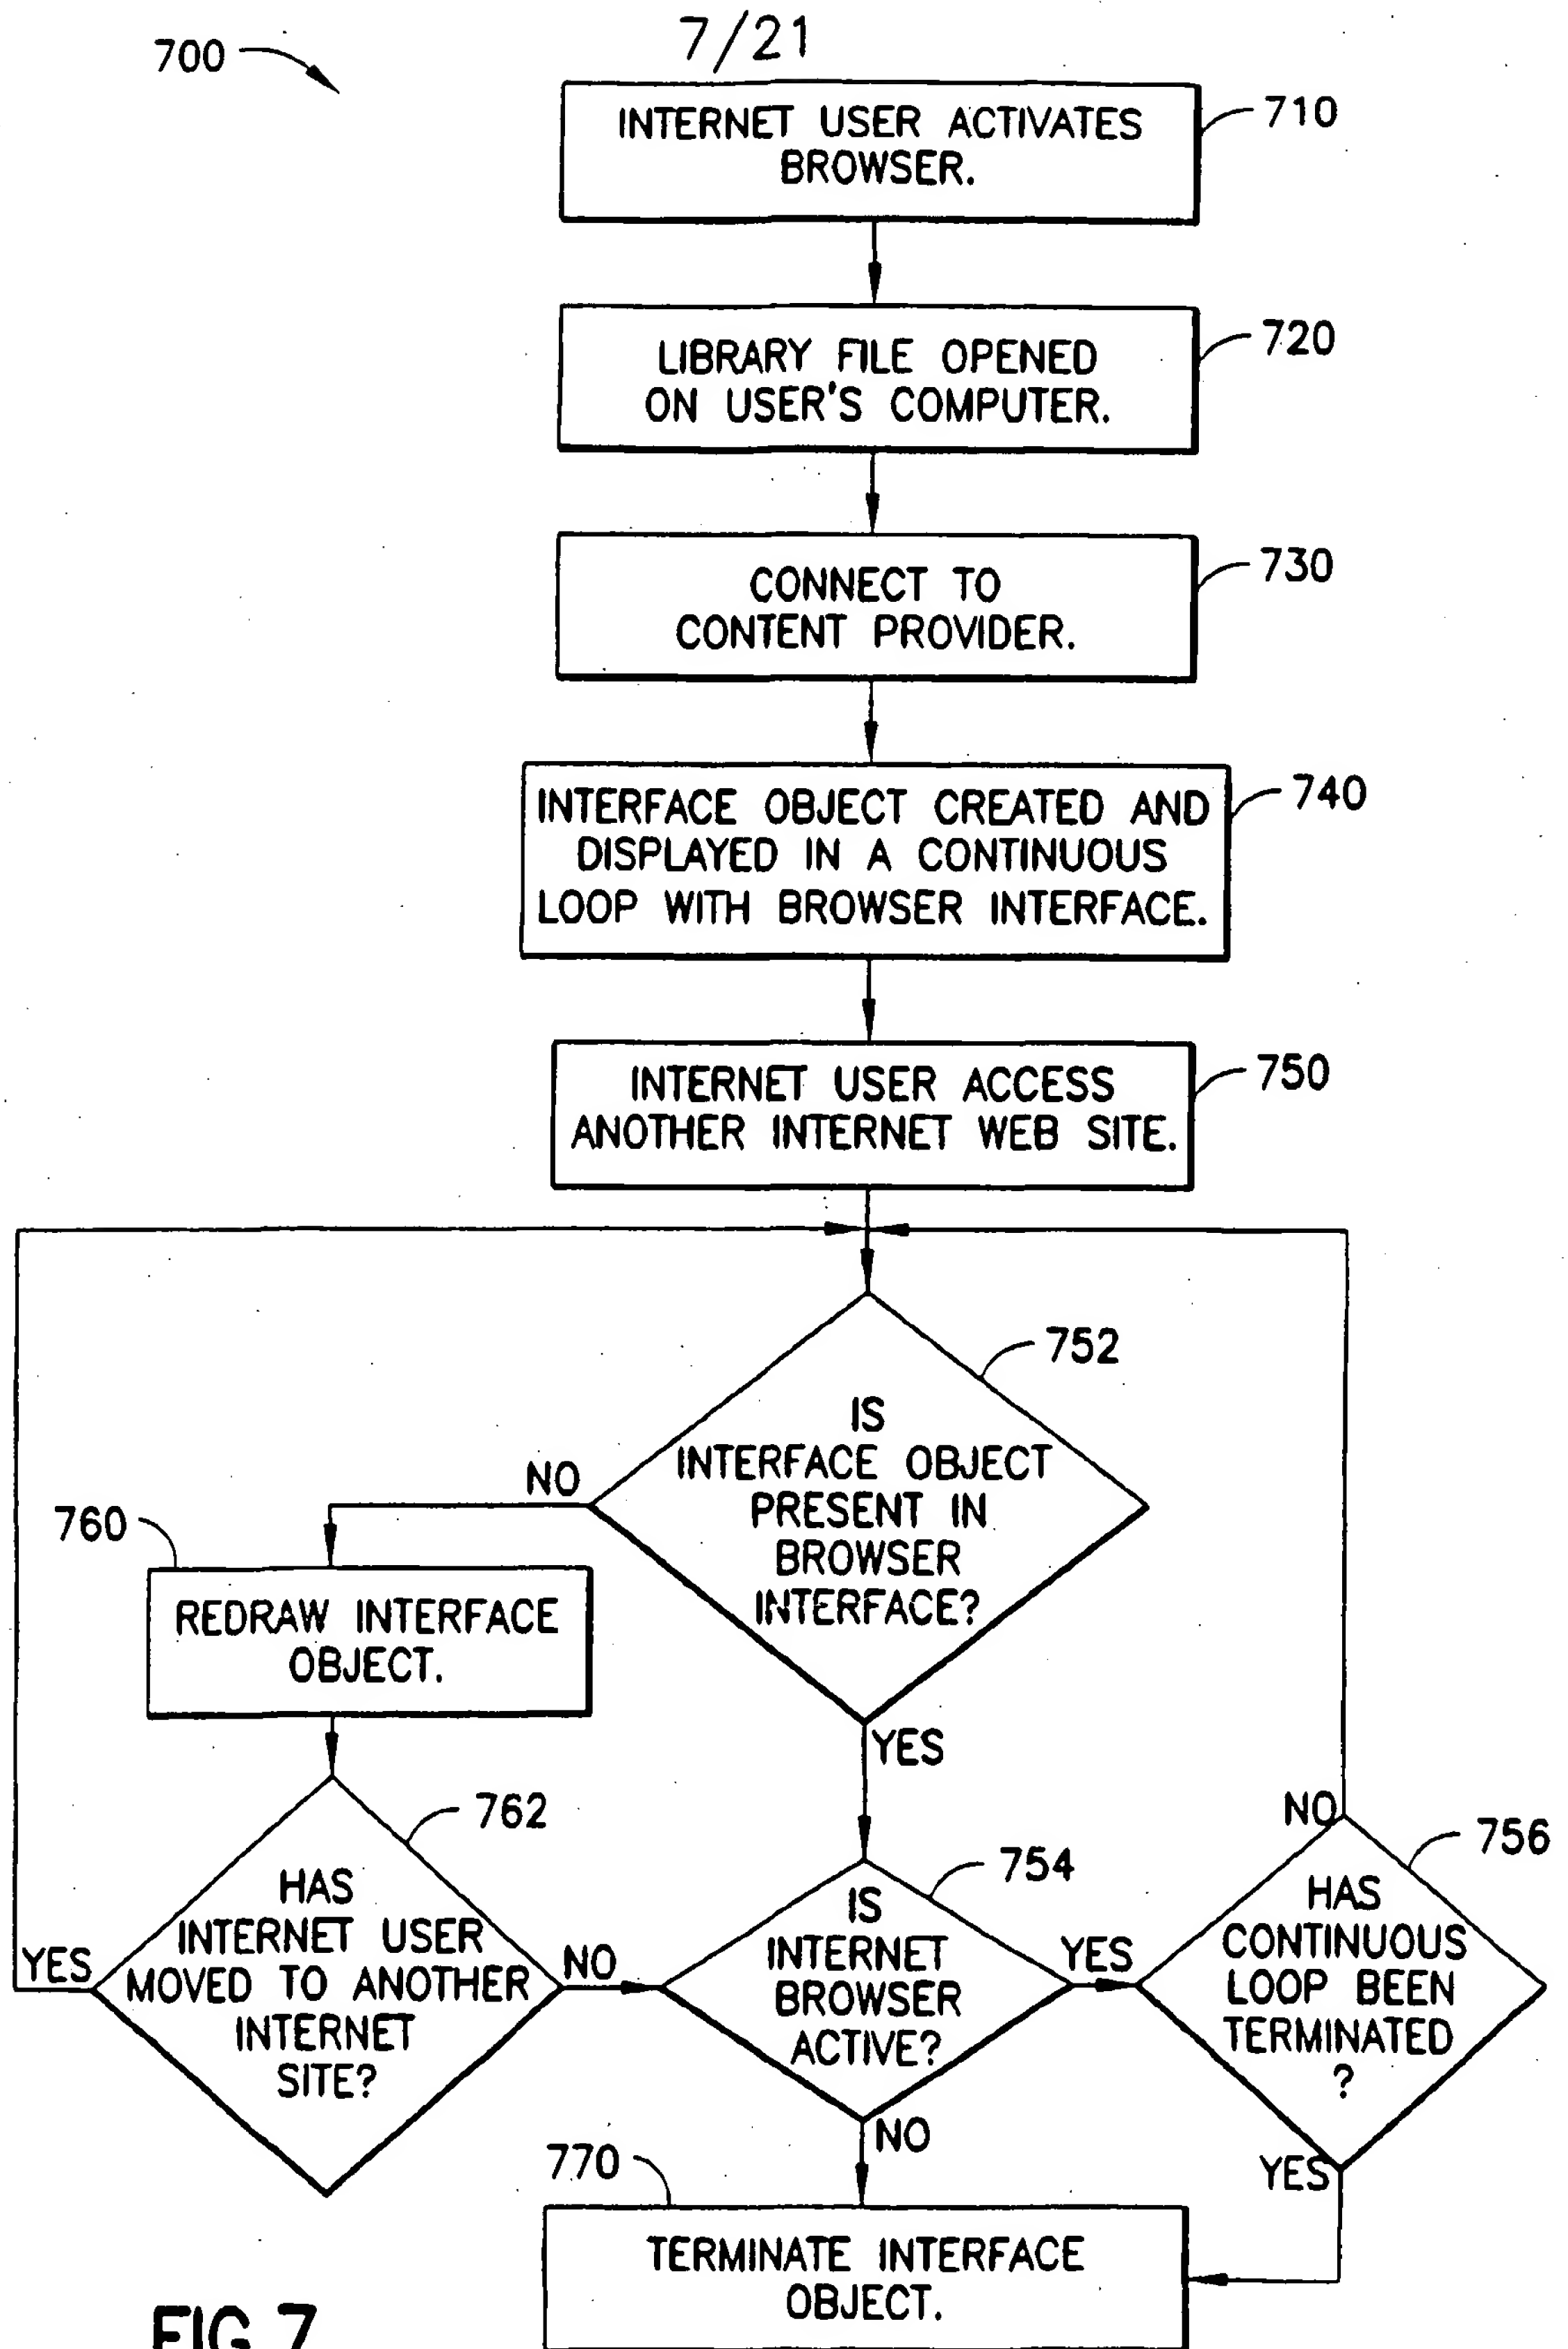 7/21
700
INTERNET USER ACTIVATES
BROWSER.
710
LIBRARY FILE OPENED
ON USER'S COMPUTER.
720
CONNECT TO
CONTENT PROVIDER.
730
INTERFACE OBJECT CREATED AND
DISPLAYED IN A CONTINUOUS
LOOP WITH BROWSER INTERFACE.
740
INTERNET USER ACCESS
ANOTHER INTERNET WEB SITE.
750
752
IS
INTERFACE OBJECT
PRESENT IN
BROWSER
INTERFACE?
NO
YES
760
REDRAW INTERFACE
OBJECT.
762
HAS
INTERNET USER
MOVED TO ANOTHER
INTERNET
SITE?
YES
NO
754
IS
INTERNET
BROWSER
ACTIVE?
YES
NO
756
HAS
CONTINUOUS
LOOP BEEN
TERMINATED
?
NO
YES
770
TERMINATE INTERFACE
OBJECT.
FIG.7